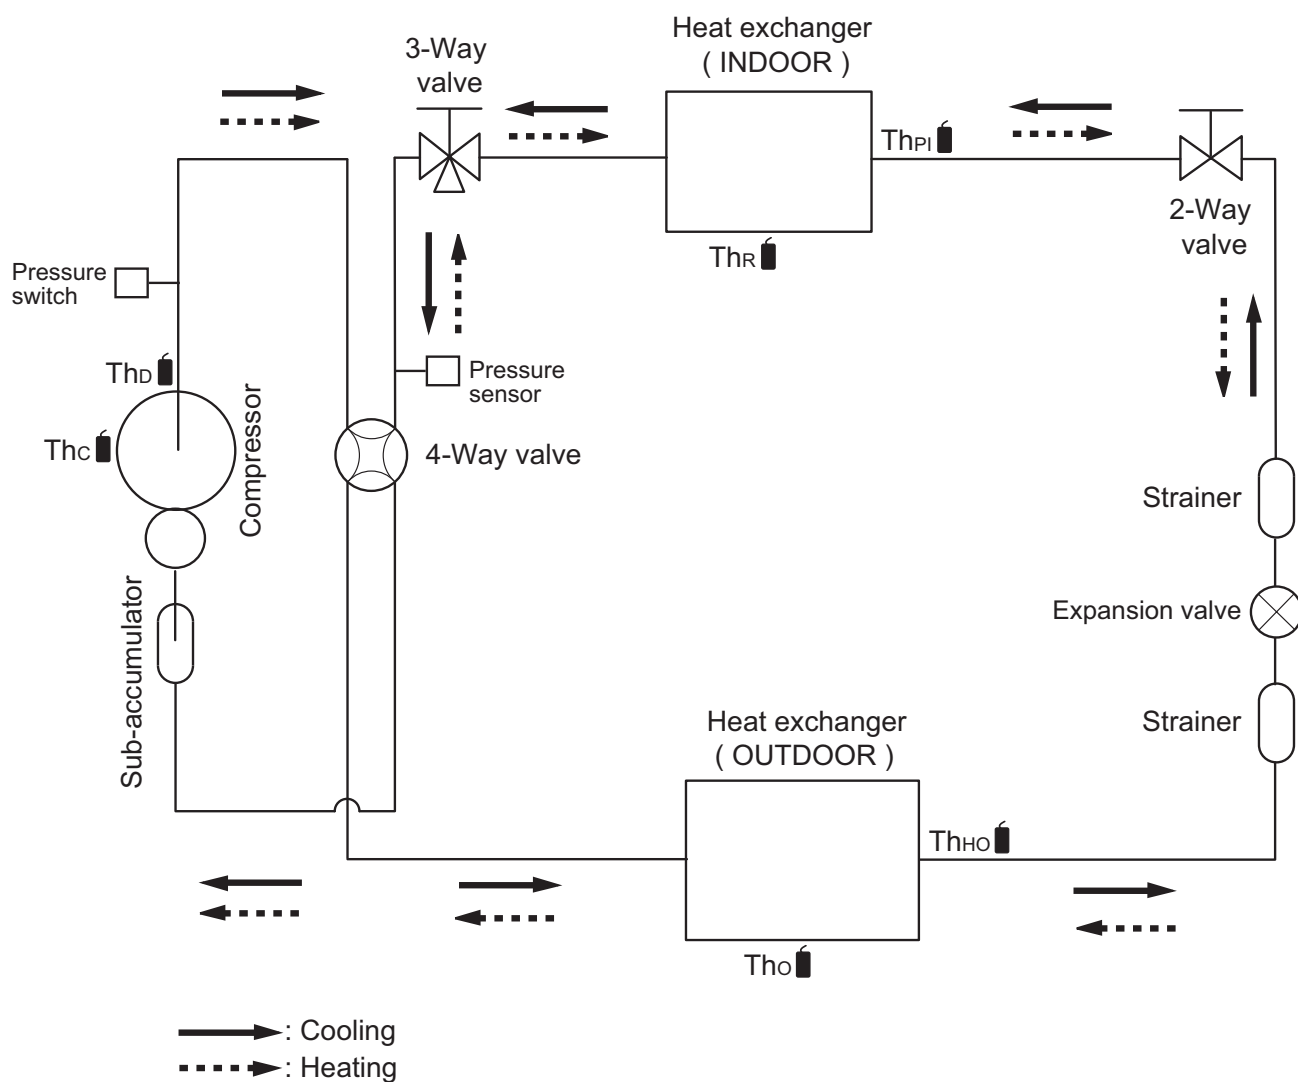 Heat exchanger
( INDOOR )
3-Way
valve
ThPI
2-Way
valve
ThR
Pressure
switch
ThD
Pressure
sensor
ThC
Compressor
4-Way valve
Strainer
Expansion valve
Sub-accumulator
Strainer
Heat exchanger
( OUTDOOR )
ThHO
ThO
: Cooling
: Heating